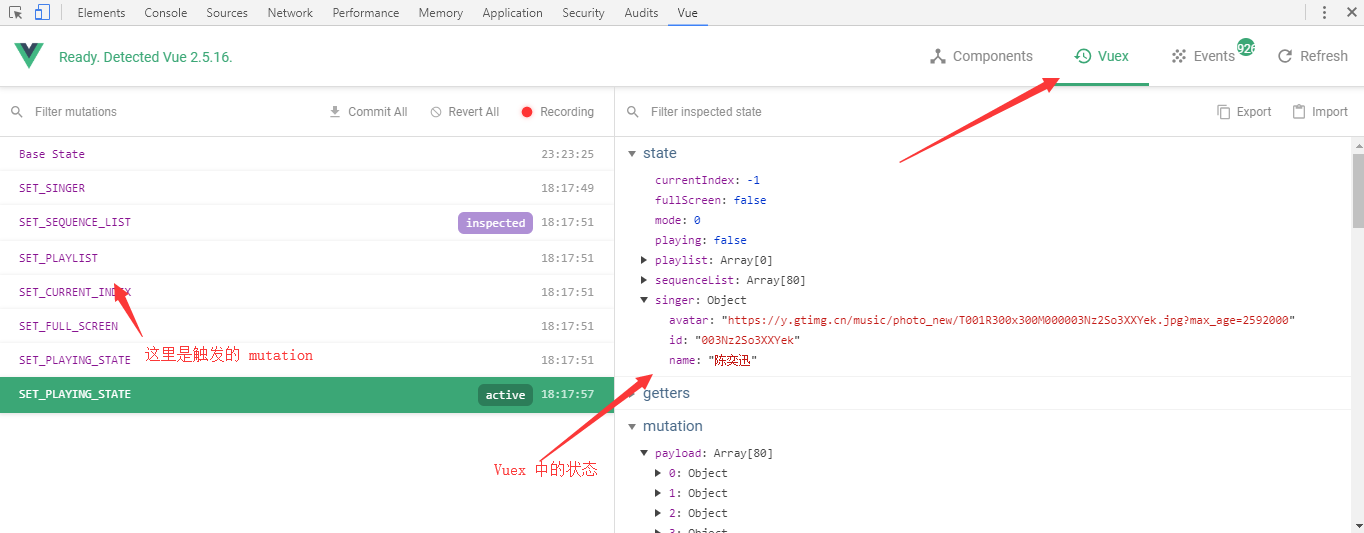 Elements Console Sources Network Performance Memory Application Security Audits Vue
Ready. Detected Vue 2.5.16.
Components Vuex Events 926 Refresh
Filter mutations Commit All Revert All Recording
Filter inspected state Export Import
Base State 23:23:25
SET_SINGER 18:17:49
SET_SEQUENCE_LIST inspected 18:17:51
SET_PLAYLIST 18:17:51
SET_CURRENT_INDEX 18:17:51
SET_FULL_SCREEN 18:17:51
SET_PLAYING_STATE 18:17:51
这里是触发的 mutation
SET_PLAYING_STATE active 18:17:57
Vuex 中的状态
state
currentIndex: -1
fullScreen: false
mode: 0
playing: false
playlist: Array[0]
sequenceList: Array[80]
singer: Object
avatar: "https://y.gtimg.cn/music/photo_new/T001R300x300M000003Nz2So3XXYek.jpg?max_age=2592000"
id: "003Nz2So3XXYek"
name: "陈奕迅"
getters
mutation
payload: Array[80]
0: Object
1: Object
2: Object
3: Object